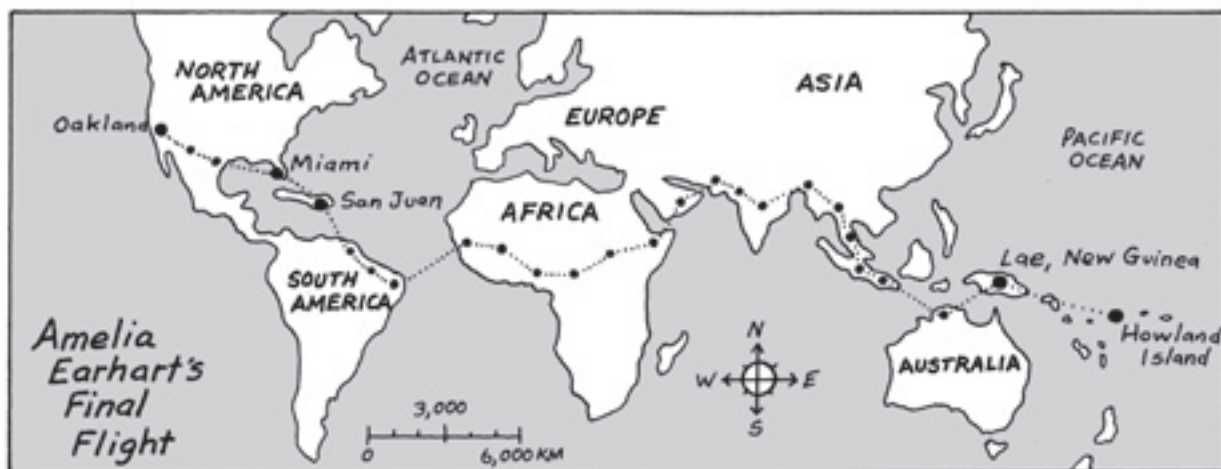 NORTH
AMERICA
ATLANTIC
OCEAN
EUROPE
ASIA
PACIFIC
OCEAN
Oakland
Miami
San Juan
AFRICA
SOUTH
AMERICA
Lae, New Guinea
Howland
Island
AUSTRALIA
N
W E
S
Amelia
Earhart's
Final
Flight
3,000
0 6,000 KM